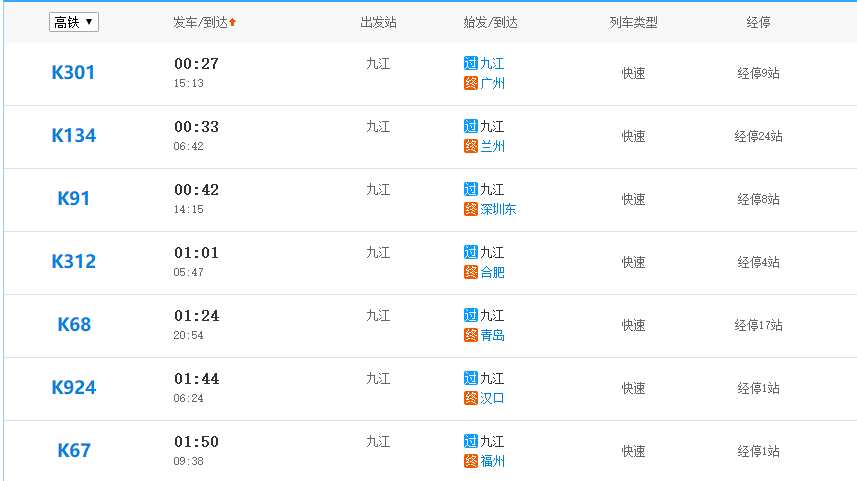 高铁 ▼ 发车/到达 出发站 始发/到达 列车类型 经停
K301 00:27 九江 过 九江 快速 经停9站
15:13 终 广州
K134 00:33 九江 过 九江 快速 经停24站
06:42 终 兰州
K91 00:42 九江 过 九江 快速 经停8站
14:15 终 深圳东
K312 01:01 九江 过 九江 快速 经停4站
05:47 终 合肥
K68 01:24 九江 过 九江 快速 经停17站
20:54 终 青岛
K924 01:44 九江 过 九江 快速 经停1站
06:24 终 汉口
K67 01:50 九江 过 九江 快速 经停1站
09:38 终 福州